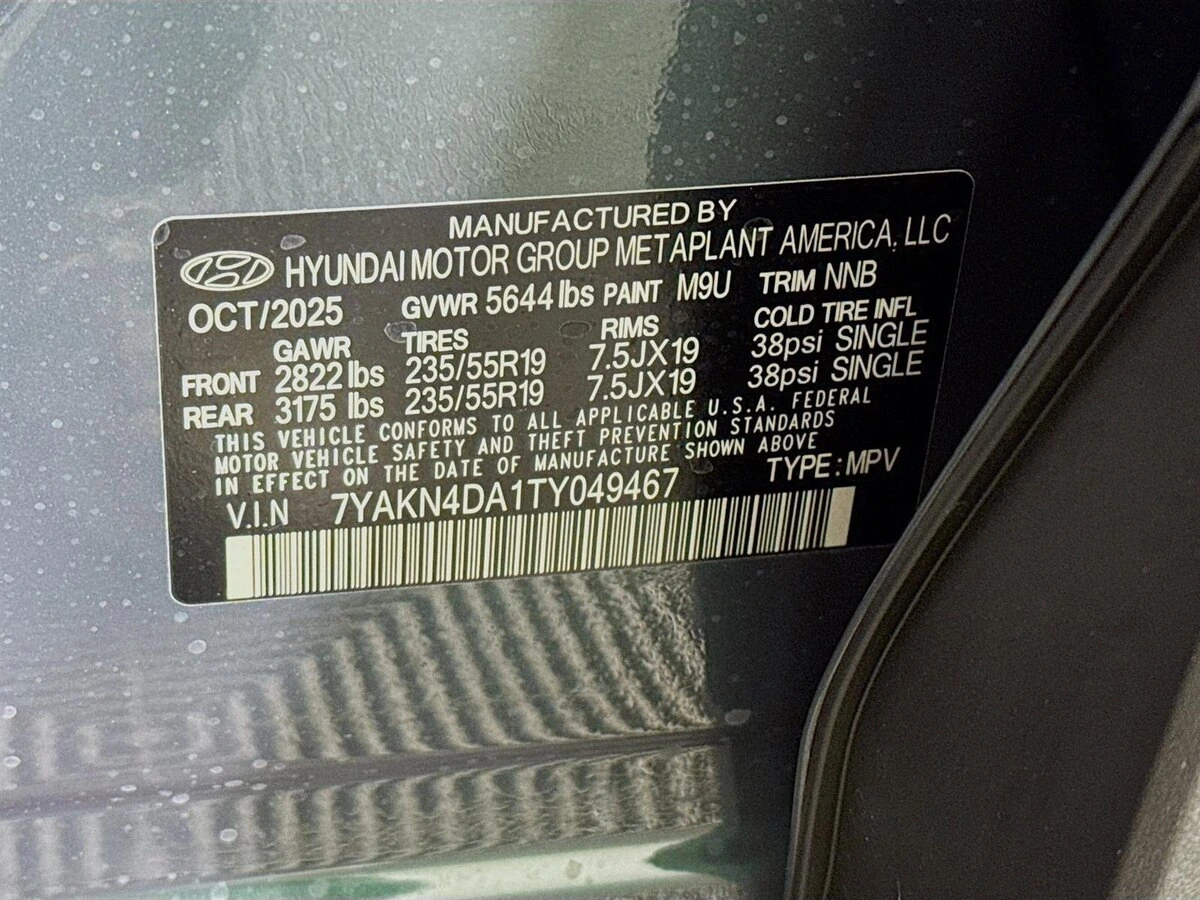 MANUFACTURED BY
HYUNDAI MOTOR GROUP METAPLANT AMERICA, LLC
OCT/2025 GVWR 5644 lbs PAINT M9U TRIM NNB
GAWR TIRES RIMS COLD TIRE INFL
FRONT 2822 lbs 235/55R19 7.5JX19 38psi SINGLE
REAR 3175 lbs 235/55R19 7.5JX19 38psi SINGLE
THIS VEHICLE CONFORMS TO ALL APPLICABLE U.S.A. FEDERAL
MOTOR VEHICLE SAFETY AND THEFT PREVENTION STANDARDS
IN EFFECT ON THE DATE OF MANUFACTURE SHOWN ABOVE
V.I.N 7YAKN4DA1TY049467 TYPE : MPV